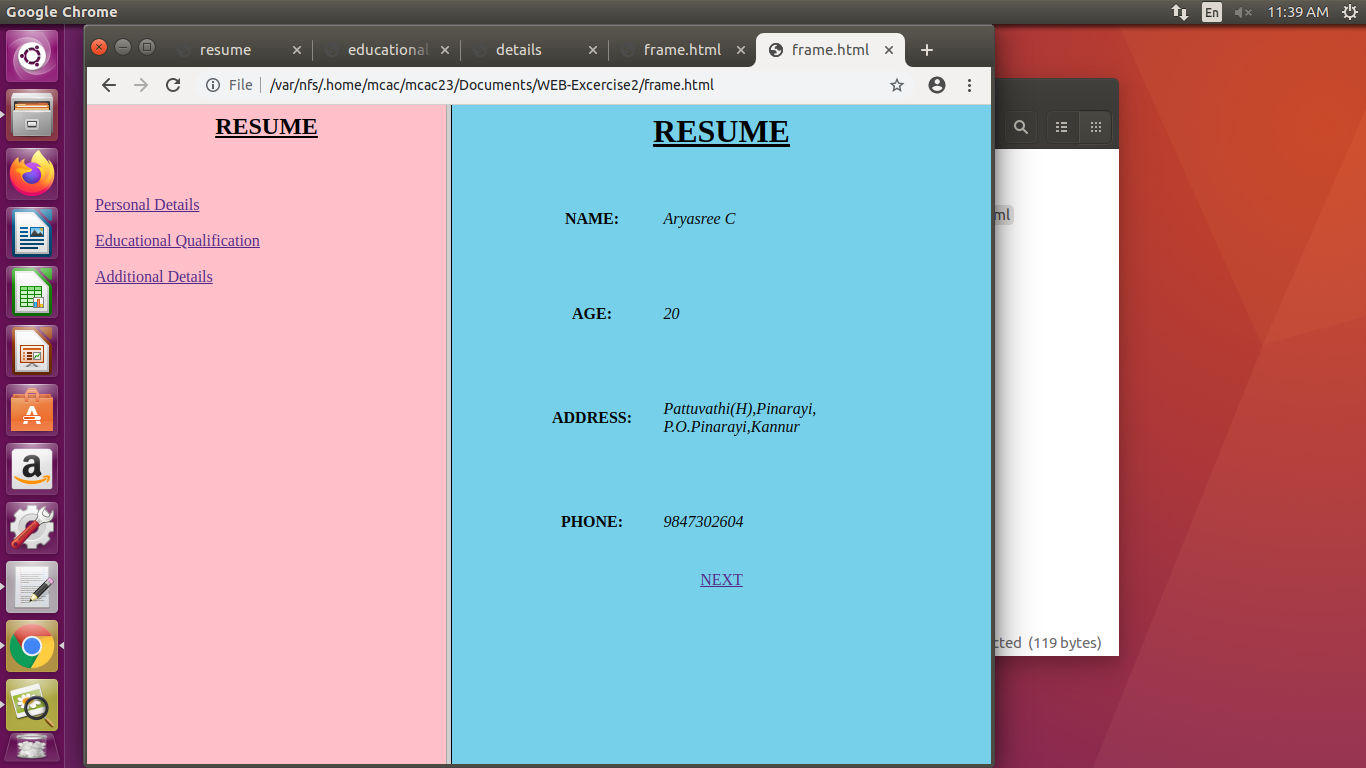 Google Chrome
En
11:39 AM
resume
educational
details
frame.html
frame.html
File
/var/nfs/.home/mcac/mcac23/Documents/WEB-Excercise2/frame.html
RESUME
Personal Details
Educational Qualification
Additional Details
RESUME
NAME: Aryasree C
AGE: 20
ADDRESS: Pattuvathi(H),Pinarayi,
P.O.Pinarayi,Kannur
PHONE: 9847302604
NEXT
ml
cted (119 bytes)